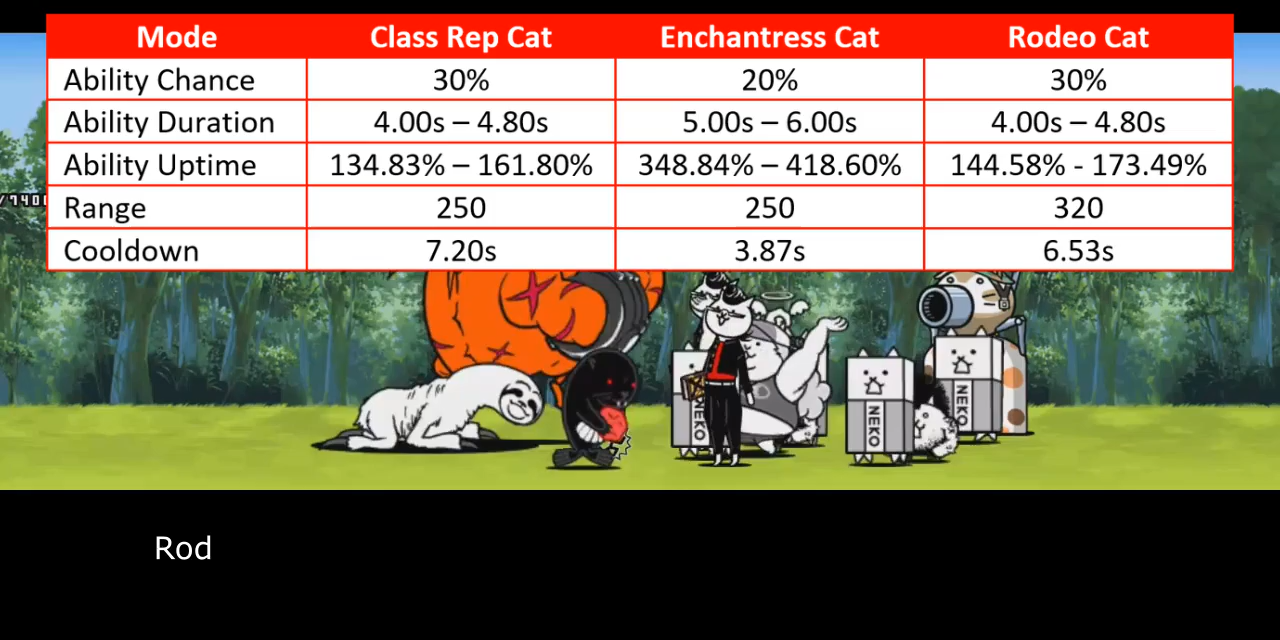 Mode Class Rep Cat Enchantress Cat Rodeo Cat
Ability Chance 30% 20% 30%
Ability Duration 4.00s – 4.80s 5.00s – 6.00s 4.00s – 4.80s
Ability Uptime 134.83% – 161.80% 348.84% – 418.60% 144.58% - 173.49%
Range 250 250 320
Cooldown 7.20s 3.87s 6.53s
NEKO
NEKO
NEKO
Rod